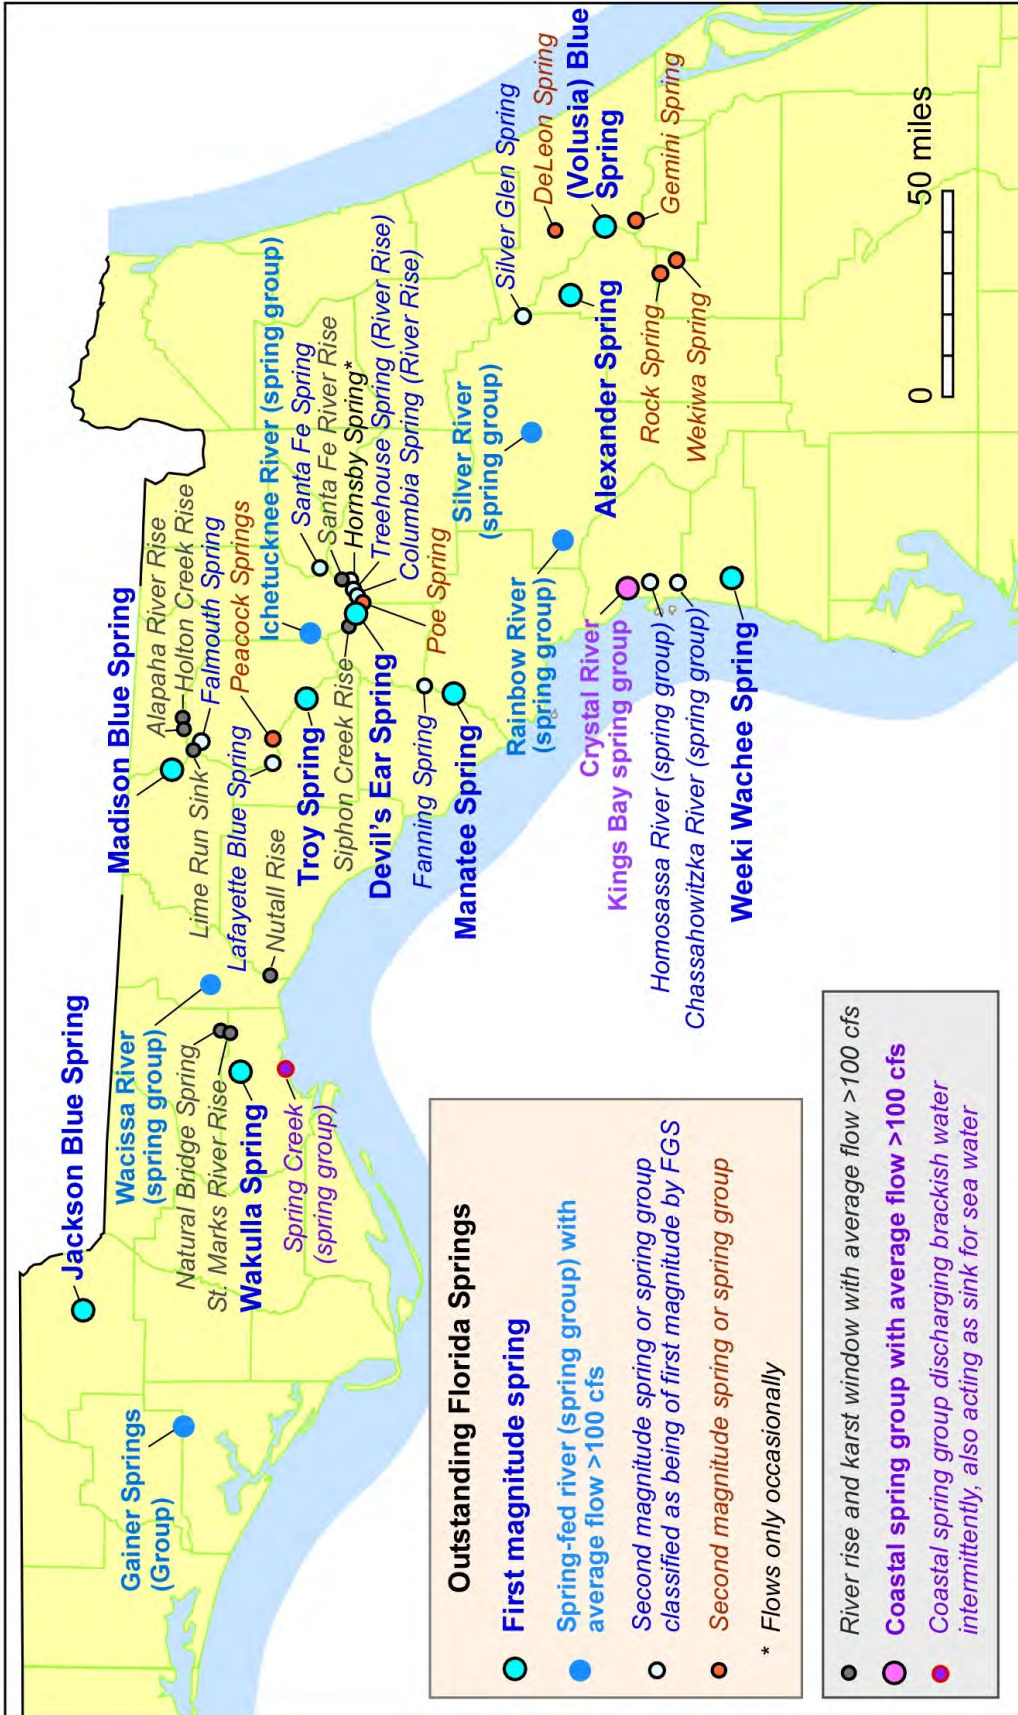 Jackson Blue Spring
Madison Blue Spring
Alapaha River Rise
Holton Creek Rise
Falmouth Spring
Peacock Springs
Ichetucknee River (spring group)
Santa Fe Spring
Santa Fe River Rise
Hornsby Spring*
Treehouse Spring (River Rise)
Columbia Spring (River Rise)
Poe Spring
Gainer Springs
(Group)
Wacissa River
(spring group)
Natural Bridge Spring
St. Marks River Rise
Wakulla Spring
Spring Creek
(spring group)
Lime Run Sink
Lafayette Blue Spring
Nutall Rise
Troy Spring
Siphon Creek Rise
Devil's Ear Spring
Fanning Spring
Manatee Spring
Silver River
(spring group)
Rainbow River
(spring group)
Silver Glen Spring
DeLeon Spring
(Volusia) Blue
Spring
Gemini Spring
Alexander Spring
Rock Spring
Wekiwa Spring
Crystal River
Kings Bay spring group
Homosassa River (spring group)
Chassahowitzka River (spring group)
Weeki Wachee Spring
0 50 miles
Outstanding Florida Springs
First magnitude spring
Spring-fed river (spring group) with
average flow >100 cfs
Second magnitude spring or spring group
classified as being of first magnitude by FGS
Second magnitude spring or spring group
* Flows only occasionally
River rise and karst window with average flow >100 cfs
Coastal spring group with average flow >100 cfs
Coastal spring group discharging brackish water
intermittently, also acting as sink for sea water